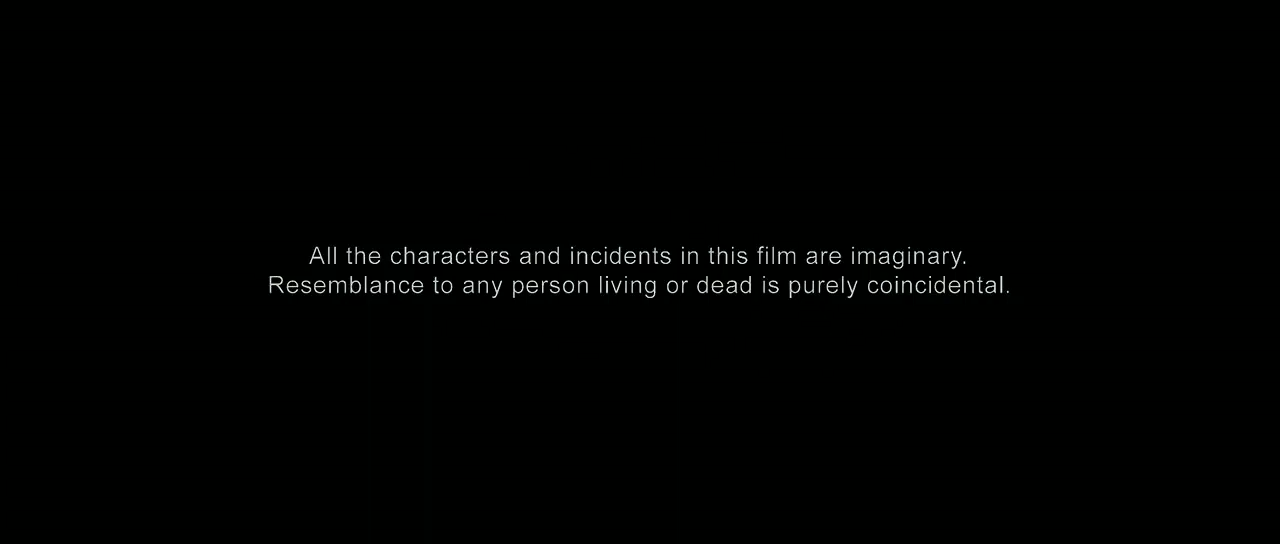 All the characters and incidents in this film are imaginary.
Resemblance to any person living or dead is purely coincidental.